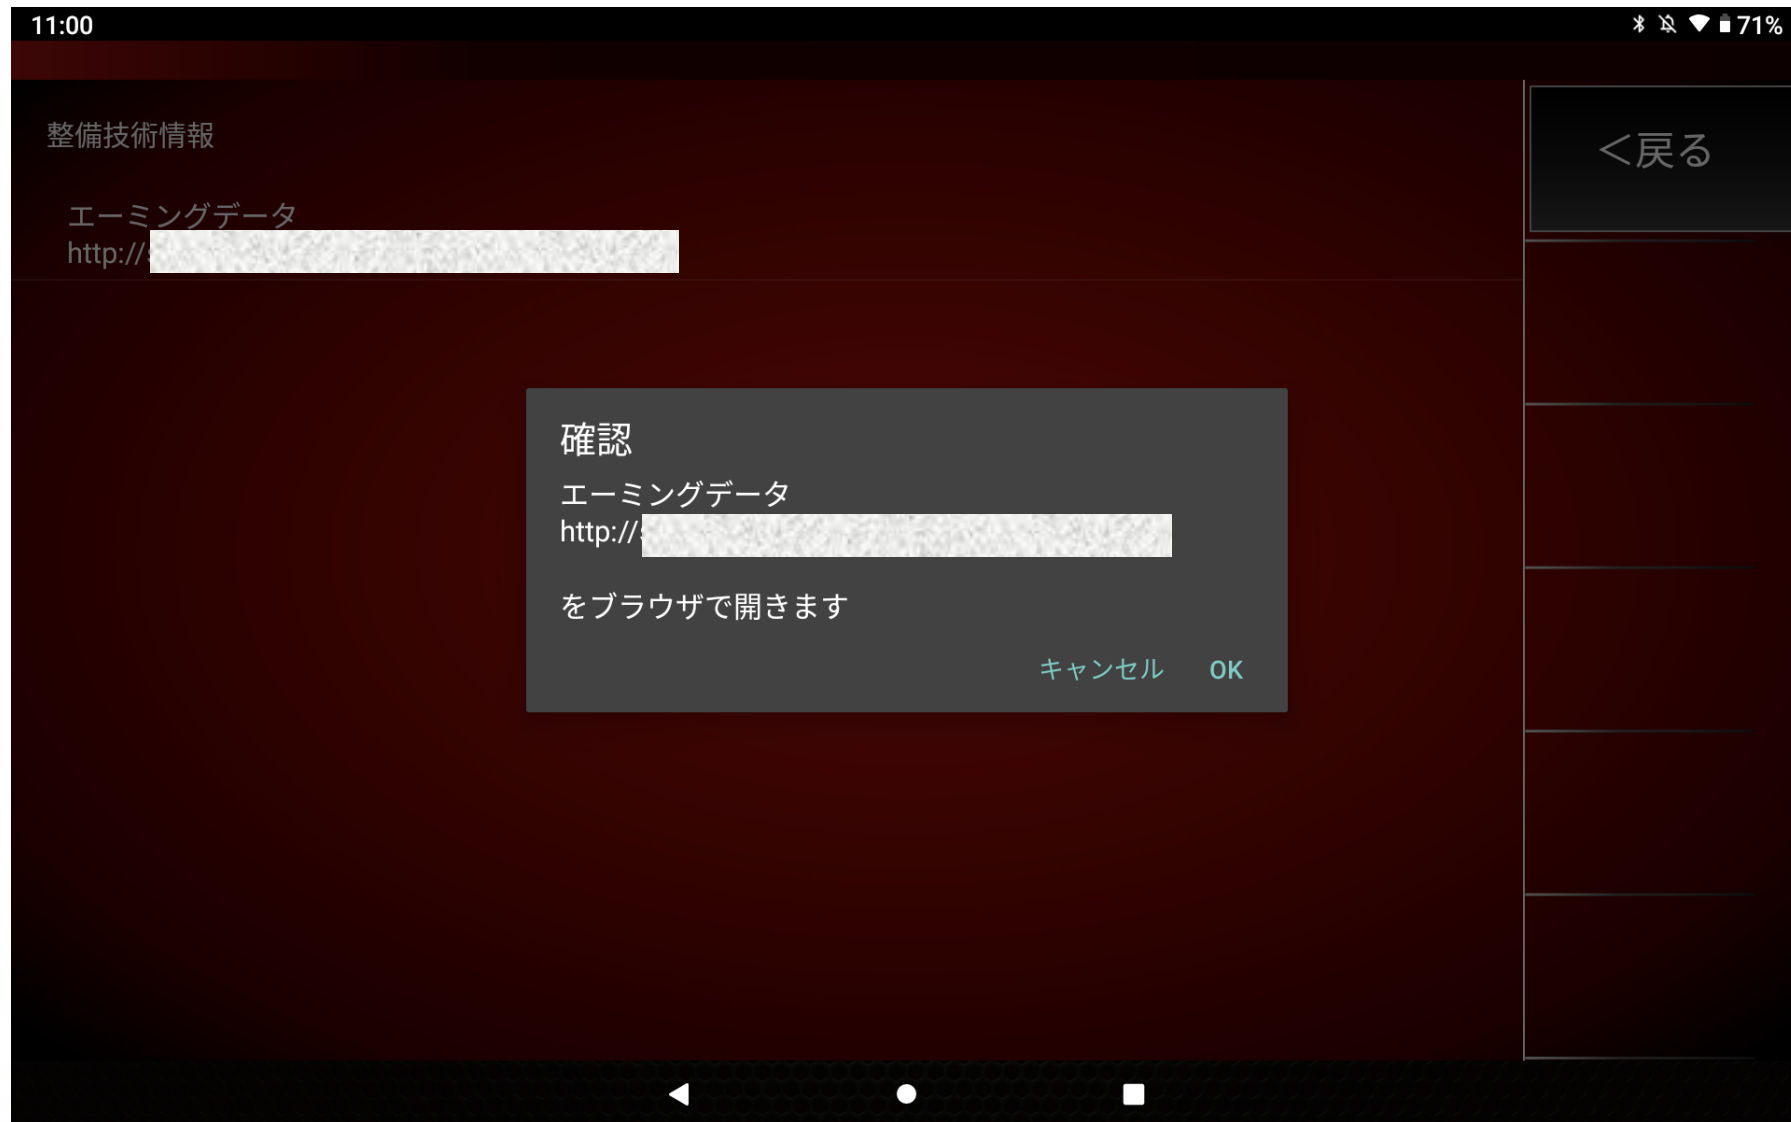 11:00
71%
整備技術情報
<戻る
エーミングデータ
http://
確認
エーミングデータ
http://
をブラウザで開きます
キャンセル
OK